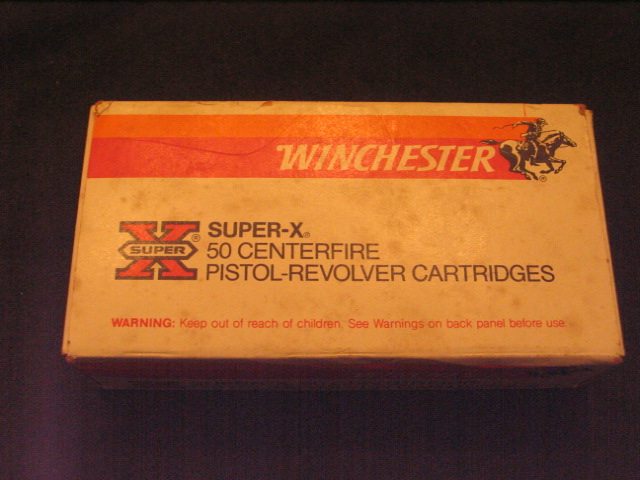 WINCHESTER
®
X
SUPER
®
SUPER-X®
50 CENTERFIRE
PISTOL-REVOLVER CARTRIDGES
WARNING: Keep out of reach of children. See Warnings on back panel before use.